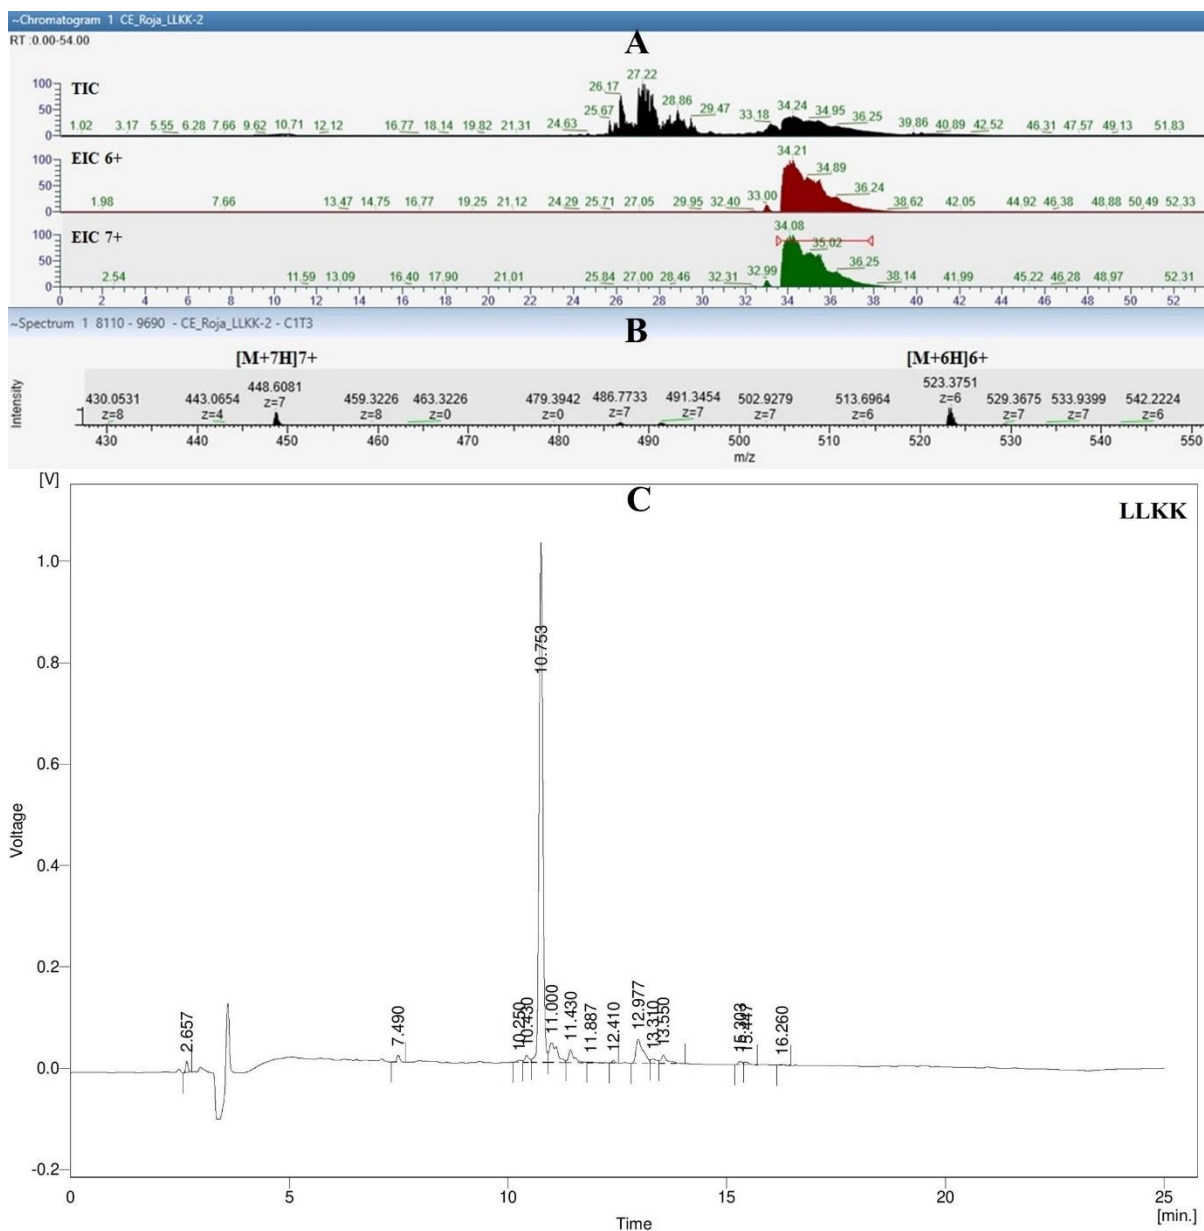 ~Chromatogram 1 CE_Roja_LLKK-2
RT :0.00-54.00
A
TIC
100
50
0
1.02 3.17 5.55 6.28 7.66 9.62 10.71 12.12 16.77 18.14 19.82 21.31 24.63 25.67 26.17 27.22 28.86 29.47 33.18 34.24 34.95 36.25 39.86 40.89 42.52 46.31 47.57 49.13 51.83
EIC 6+
100
50
0
1.98 7.66 13.47 14.75 16.77 19.25 21.12 24.29 25.71 27.05 29.95 32.40 33.00 34.21 34.89 36.24 38.62 42.05 44.92 46.38 48.88 50.49 52.33
EIC 7+
100
50
0
2.54 11.59 13.09 16.40 17.90 21.01 25.84 27.00 28.46 32.31 32.99 34.08 35.02 36.25 38.14 41.99 45.22 46.28 48.97 52.31
0 2 4 6 8 10 12 14 16 18 20 22 24 26 28 30 32 34 36 38 40 42 44 46 48 50 52
~Spectrum 1 8110 - 9690 - CE_Roja_LLKK-2 - C1T3
B
[M+7H]7+ [M+6H]6+
Intensity
430.0531 443.0654 448.6081 459.3226 463.3226 479.3942 486.7733 491.3454 502.9279 513.6964 523.3751 529.3675 533.9399 542.2224
z=8 z=4 z=7 z=8 z=0 z=0 z=7 z=7 z=7 z=6 z=6 z=7 z=7 z=6
430 440 450 460 470 480 490 500 510 520 530 540 550
m/z
[V]
C
LLKK
1.0
0.8
0.6
0.4
0.2
0.0
-0.2
Voltage
2.657
7.490
10.250
10.430
10.753
11.000
11.430
11.887
12.410
12.977
13.310
13.550
15.303
15.447
16.260
0 5 10 15 20 25
[min.]
Time